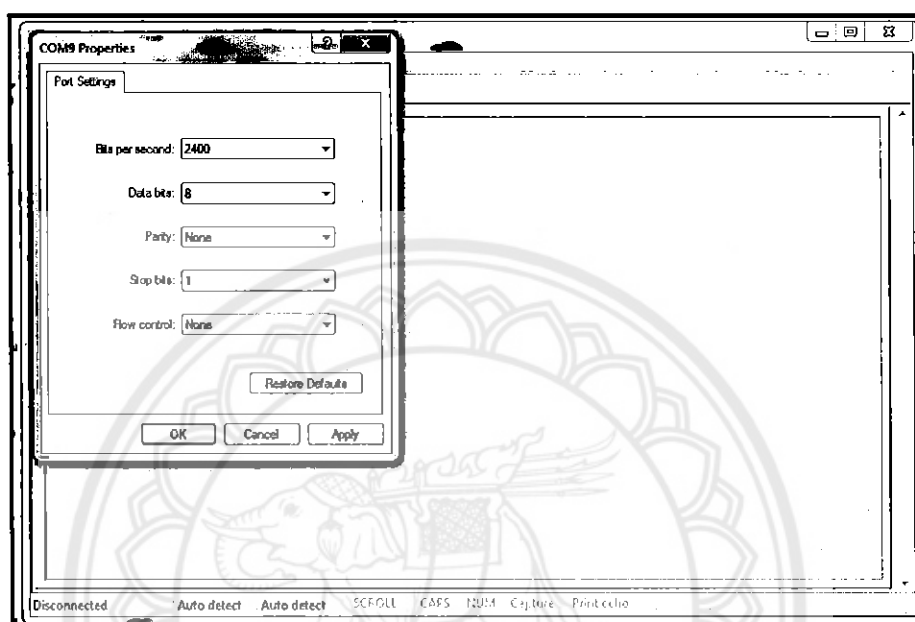 COM9 Properties
Port Settings
Bits per second: 2400
Data bits: 8
Parity: None
Stop bits: 1
Flow control: None
Restore Defaults
OK Cancel Apply
Disconnected Auto detect Auto detect SCROLL CAPS NUM Capture Print echo